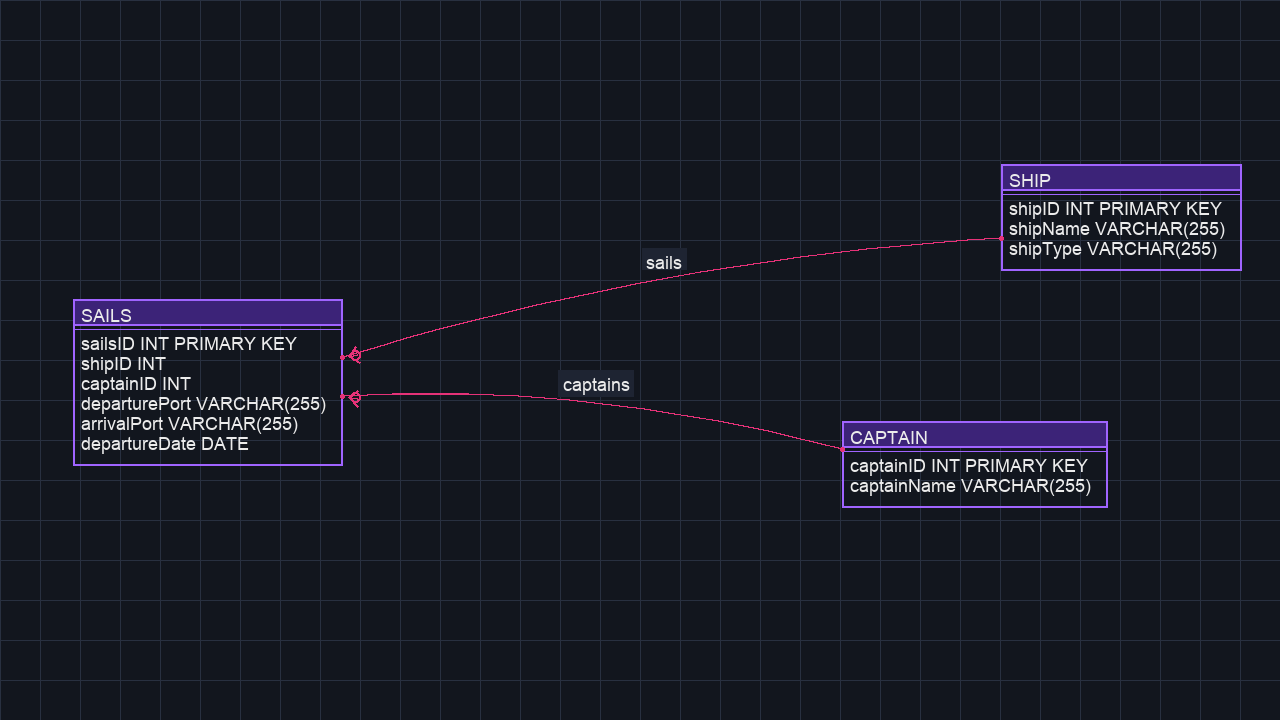 SHIP
shipID INT PRIMARY KEY
shipName VARCHAR(255)
shipType VARCHAR(255)
sails
SAILS
sailsID INT PRIMARY KEY
shipID INT
captainID INT
departurePort VARCHAR(255)
arrivalPort VARCHAR(255)
departureDate DATE
captains
CAPTAIN
captainID INT PRIMARY KEY
captainName VARCHAR(255)